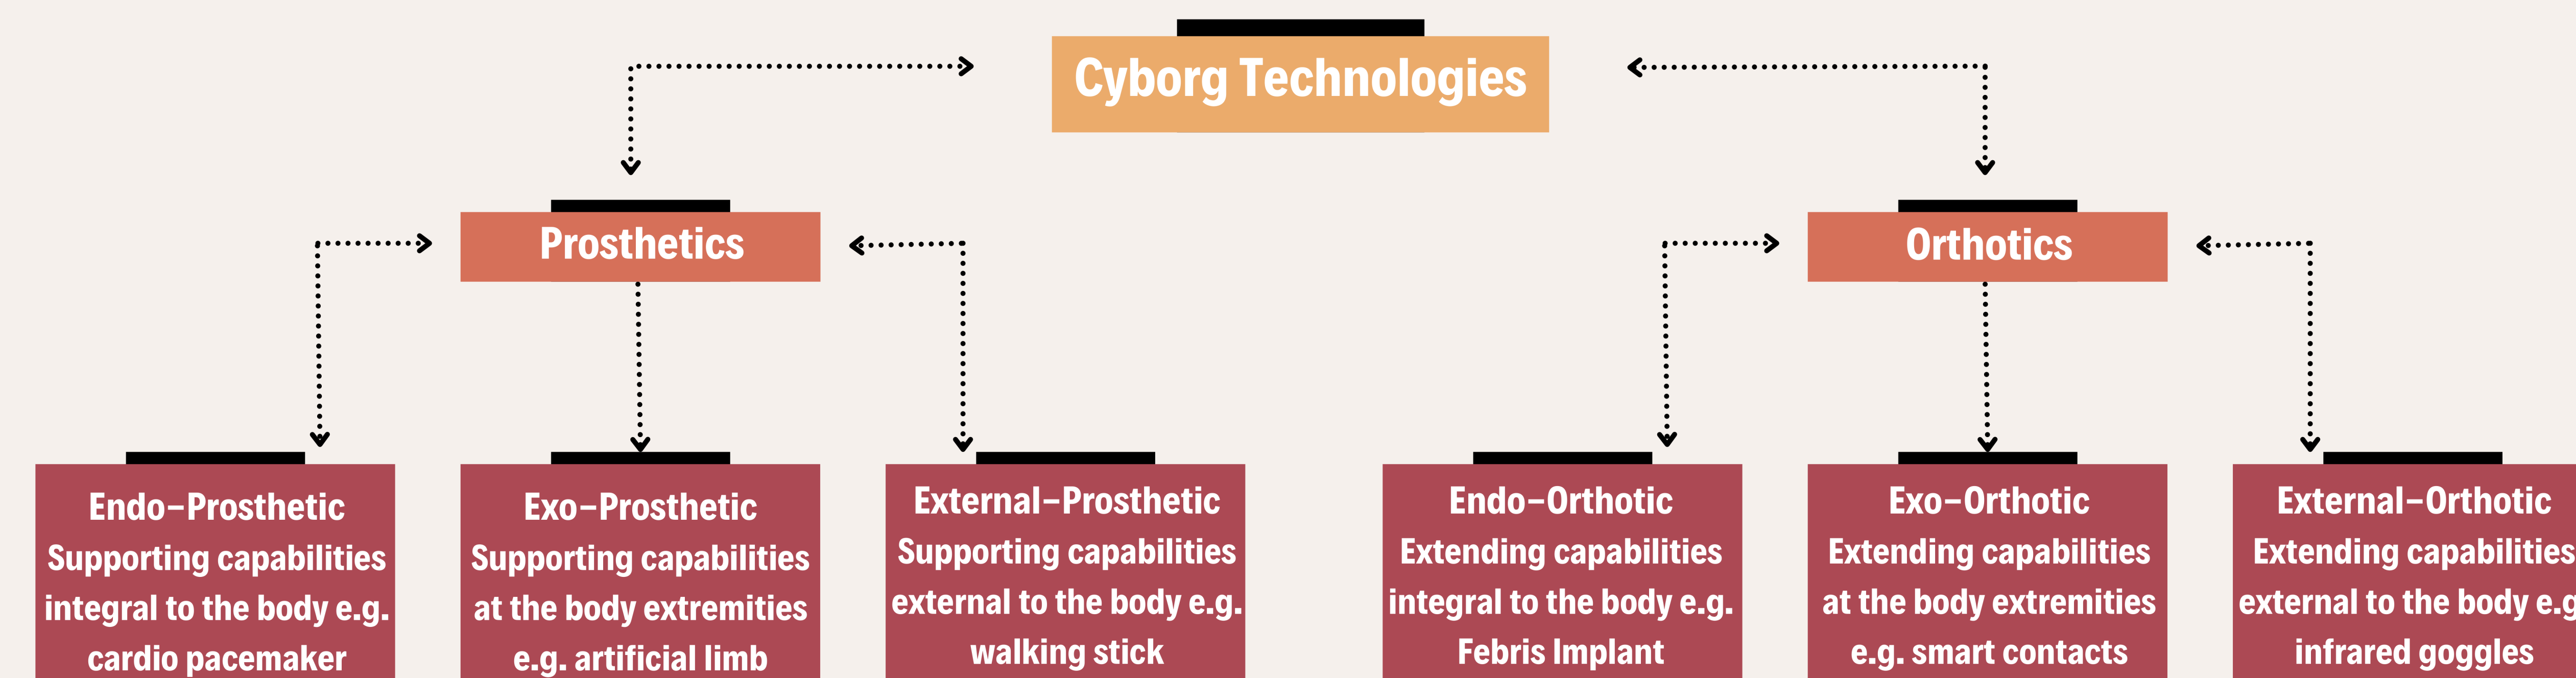 Cyborg Technologies
Prosthetics
Orthotics
Endo–Prosthetic
Supporting capabilities
integral to the body e.g.
cardio pacemaker
Exo–Prosthetic
Supporting capabilities
at the body extremities
e.g. artificial limb
External–Prosthetic
Supporting capabilities
external to the body e.g.
walking stick
Endo–Orthotic
Extending capabilities
integral to the body e.g.
Febris Implant
Exo–Orthotic
Extending capabilities
at the body extremities
e.g. smart contacts
External–Orthotic
Extending capabilities
external to the body e.g
infrared goggles